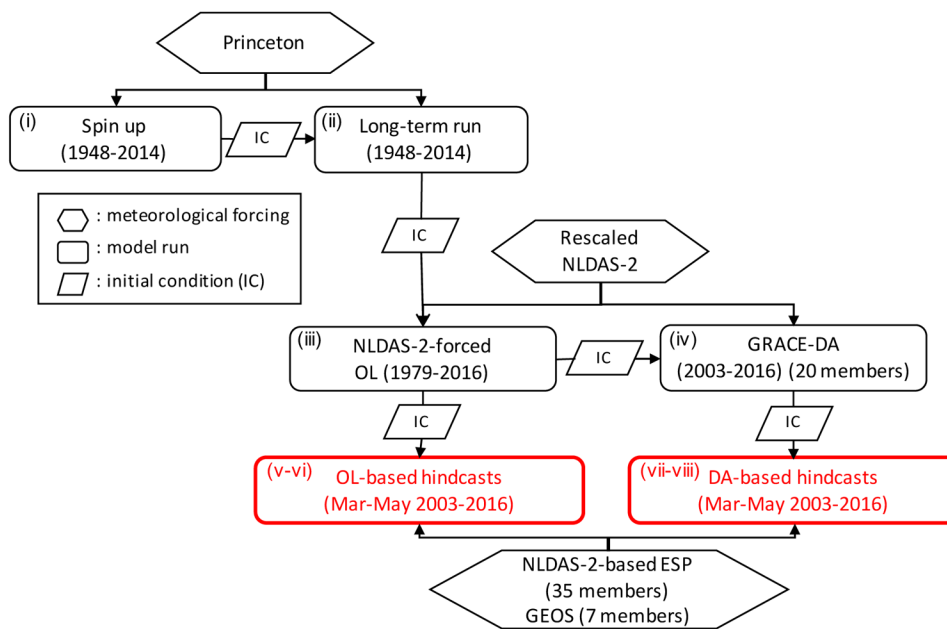 Princeton
(i)
Spin up
(1948-2014)
IC
(ii)
Long-term run
(1948-2014)
: meteorological forcing
: model run
: initial condition (IC)
IC
Rescaled
NLDAS-2
(iii)
NLDAS-2-forced
OL (1979-2016)
IC
(iv)
GRACE-DA
(2003-2016) (20 members)
IC
IC
(v-vi)
OL-based hindcasts
(Mar-May 2003-2016)
(vii-viii)
DA-based hindcasts
(Mar-May 2003-2016)
NLDAS-2-based ESP
(35 members)
GEOS (7 members)